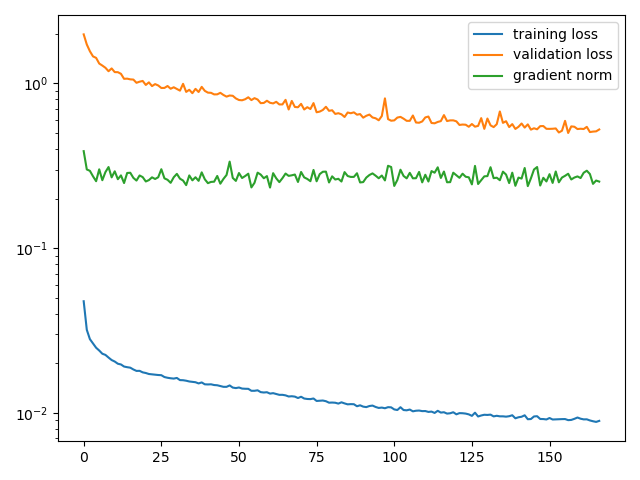 training loss
validation loss
gradient norm
10⁰
10⁻¹
10⁻²
0 25 50 75 100 125 150